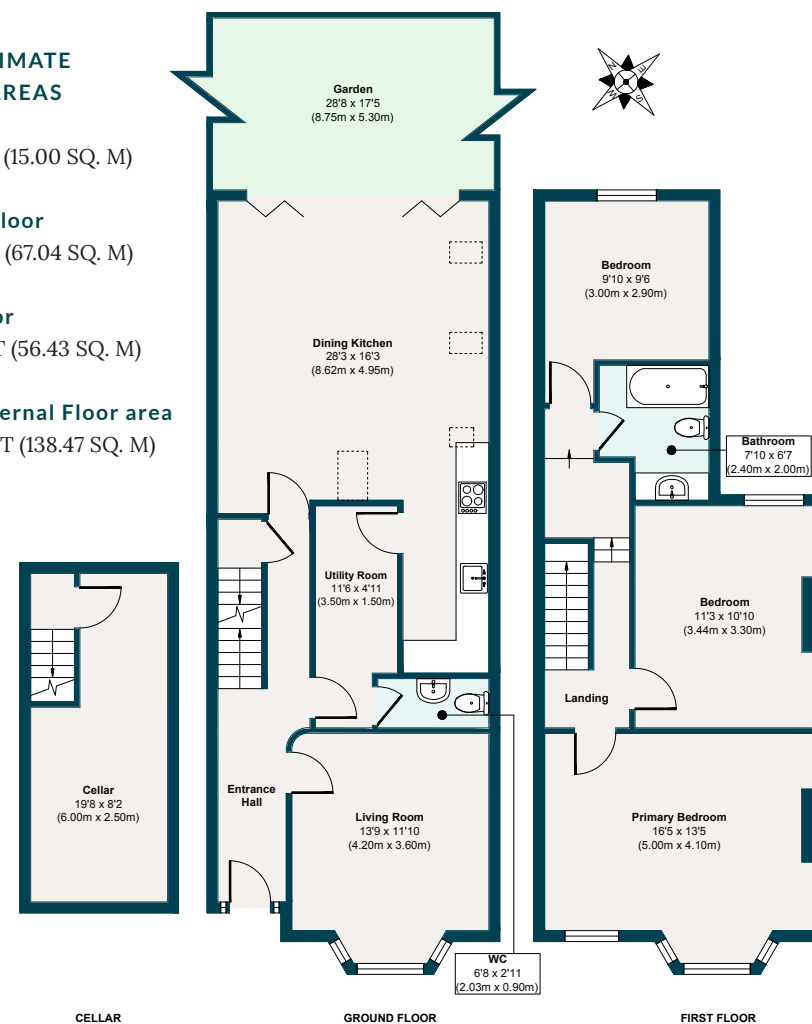 IMATE
AREAS
(15.00 SQ. M)
loor
(67.04 SQ. M)
or
T (56.43 SQ. M)
ernal Floor area
T (138.47 SQ. M)
Garden
28'8 x 17'5
(8.75m x 5.30m)
N
E
S
W
Dining Kitchen
28'3 x 16'3
(8.62m x 4.95m)
Utility Room
11'6 x 4'11
(3.50m x 1.50m)
Entrance
Hall
Living Room
13'9 x 11'10
(4.20m x 3.60m)
WC
6'8 x 2'11
(2.03m x 0.90m)
Cellar
19'8 x 8'2
(6.00m x 2.50m)
Bedroom
9'10 x 9'6
(3.00m x 2.90m)
Bathroom
7'10 x 6'7
(2.40m x 2.00m)
Bedroom
11'3 x 10'10
(3.44m x 3.30m)
Landing
Primary Bedroom
16'5 x 13'5
(5.00m x 4.10m)
CELLAR
GROUND FLOOR
FIRST FLOOR